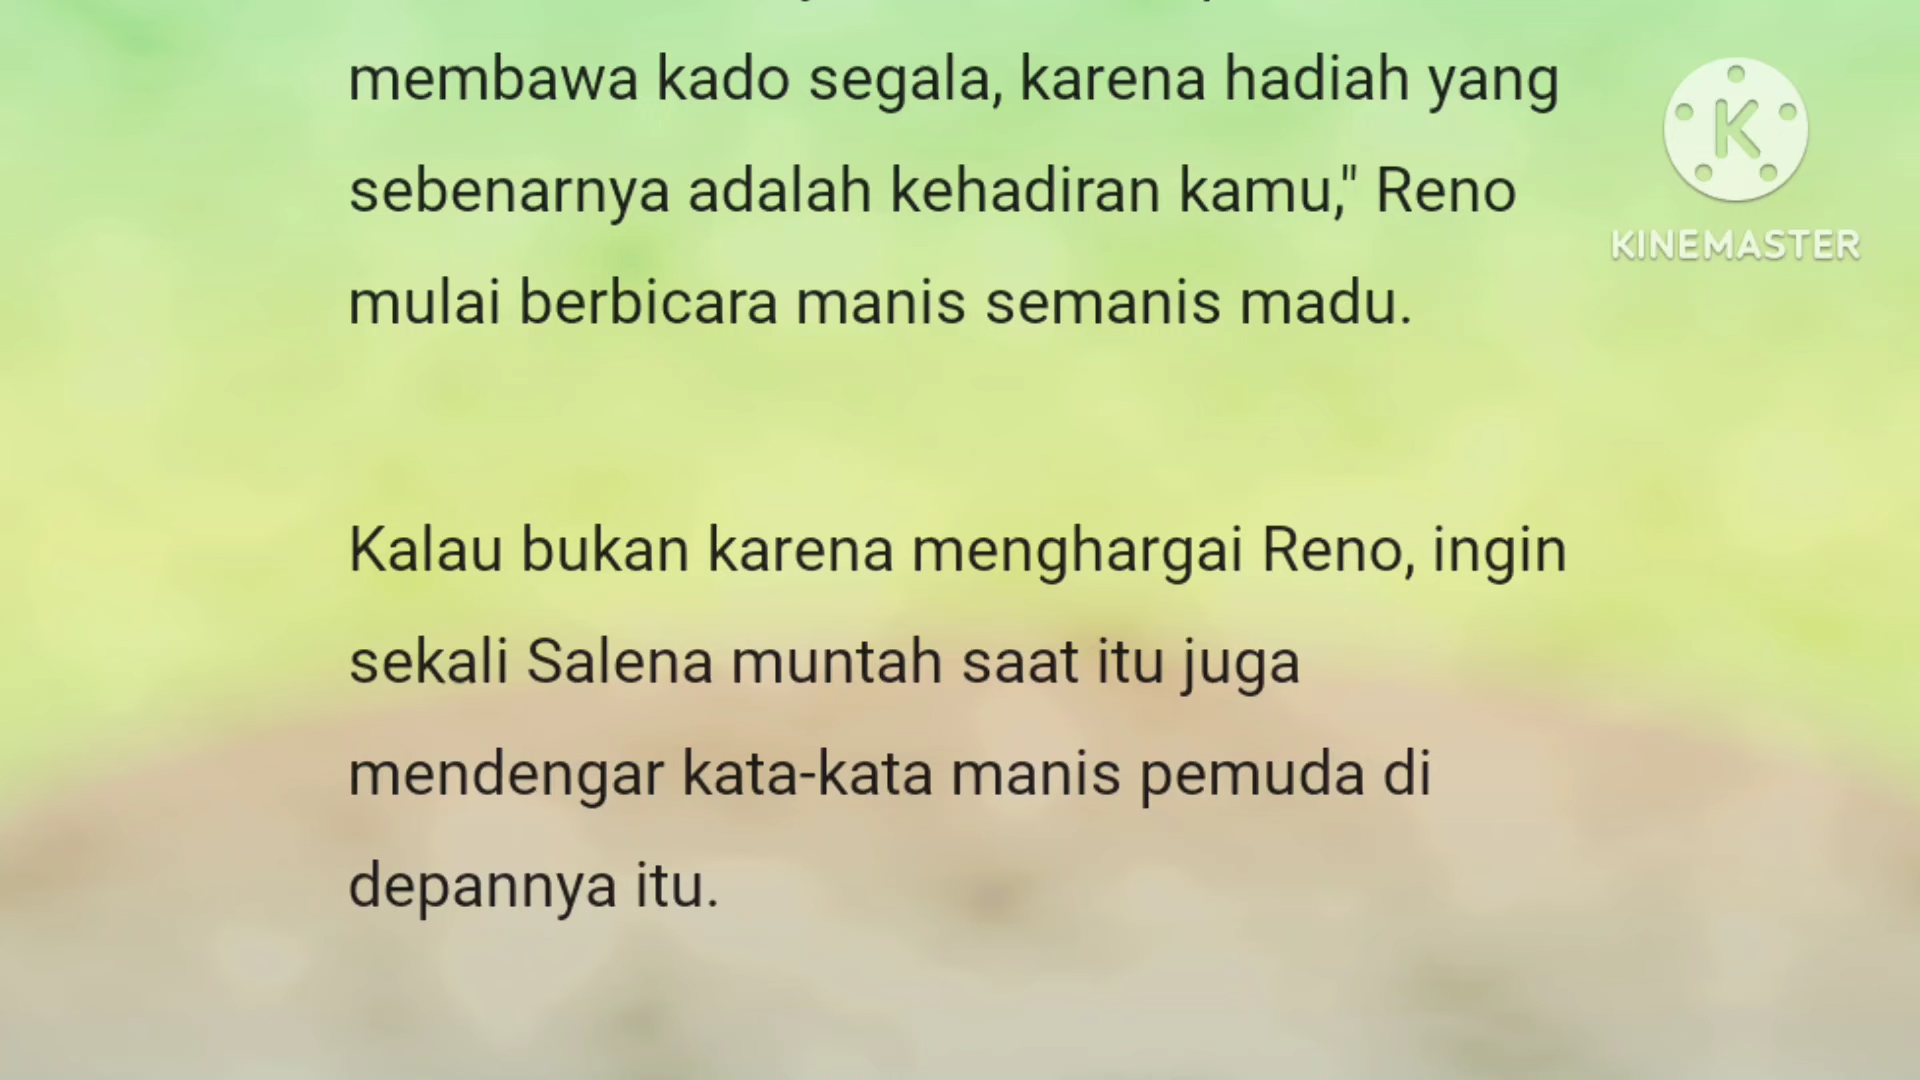 membawa kado segala, karena hadiah yang
sebenarnya adalah kehadiran kamu," Reno
mulai berbicara manis semanis madu.
Kalau bukan karena menghargai Reno, ingin
sekali Salena muntah saat itu juga
mendengar kata-kata manis pemuda di
depannya itu.
K
KINEMASTER